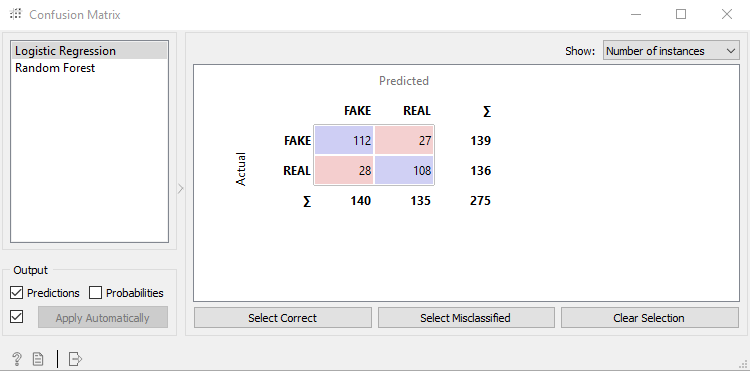 Confusion Matrix
Logistic Regression
Random Forest
Show: Number of instances
Predicted
FAKE REAL ∑
FAKE 112 27 139
REAL 28 108 136
∑ 140 135 275
Actual
Output
Predictions Probabilities
Apply Automatically
Select Correct Select Misclassified Clear Selection
?